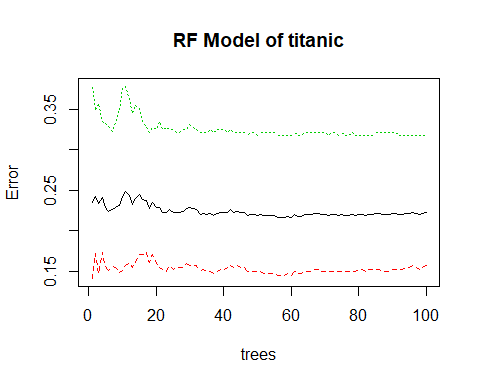 RF Model of titanic
Error
0.35
0.25
0.15
0 20 40 60 80 100
trees